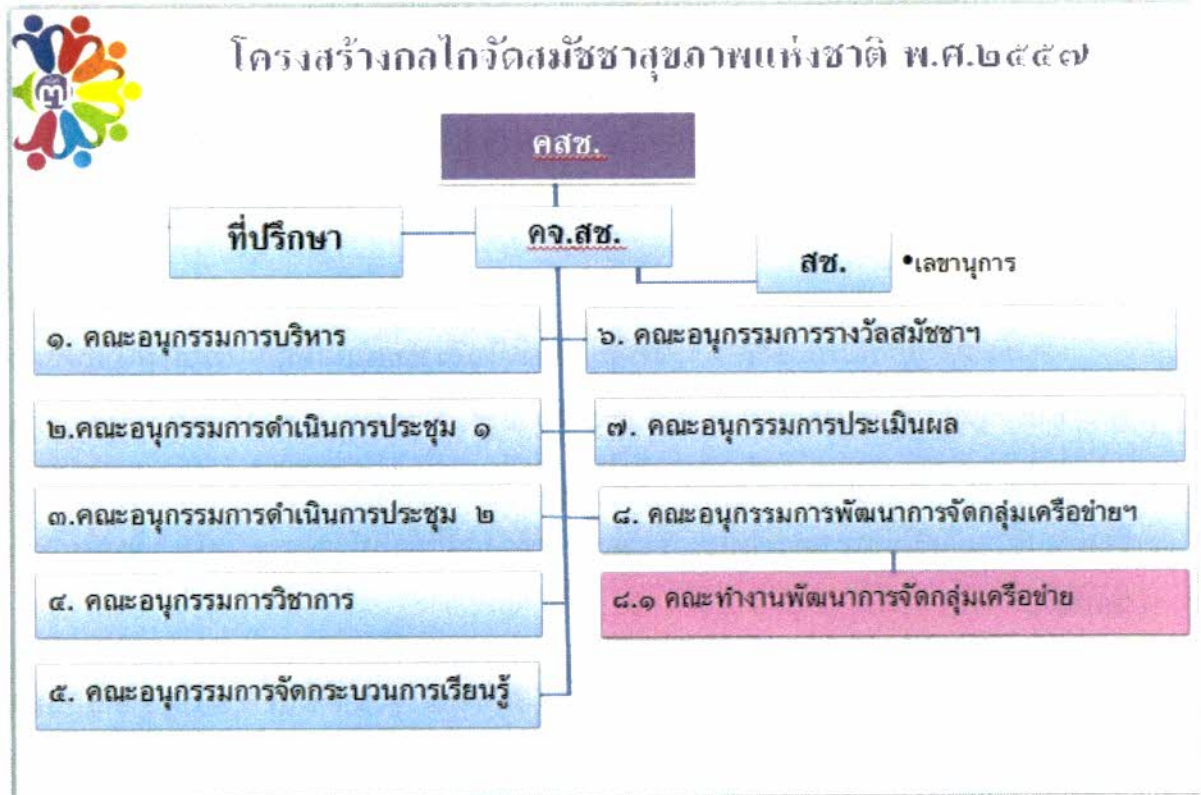 โครงสร้างกลไกจัดสมัชชาสุขภาพแห่งชาติ พ.ศ.๒๕๕๗
คสช.
ที่ปรึกษา
คจ.สช.
สช.
•เลขานุการ
๑. คณะอนุกรรมการบริหาร
๒.คณะอนุกรรมการดำเนินการประชุม ๑
๓.คณะอนุกรรมการดำเนินการประชุม ๒
๔. คณะอนุกรรมการวิชาการ
๕. คณะอนุกรรมการจัดกระบวนการเรียนรู้
๖. คณะอนุกรรมการรางวัลสมัชชาฯ
๗. คณะอนุกรรมการประเมินผล
๘. คณะอนุกรรมการพัฒนาการจัดกลุ่มเครือข่ายฯ
๘.๑ คณะทำงานพัฒนาการจัดกลุ่มเครือข่าย